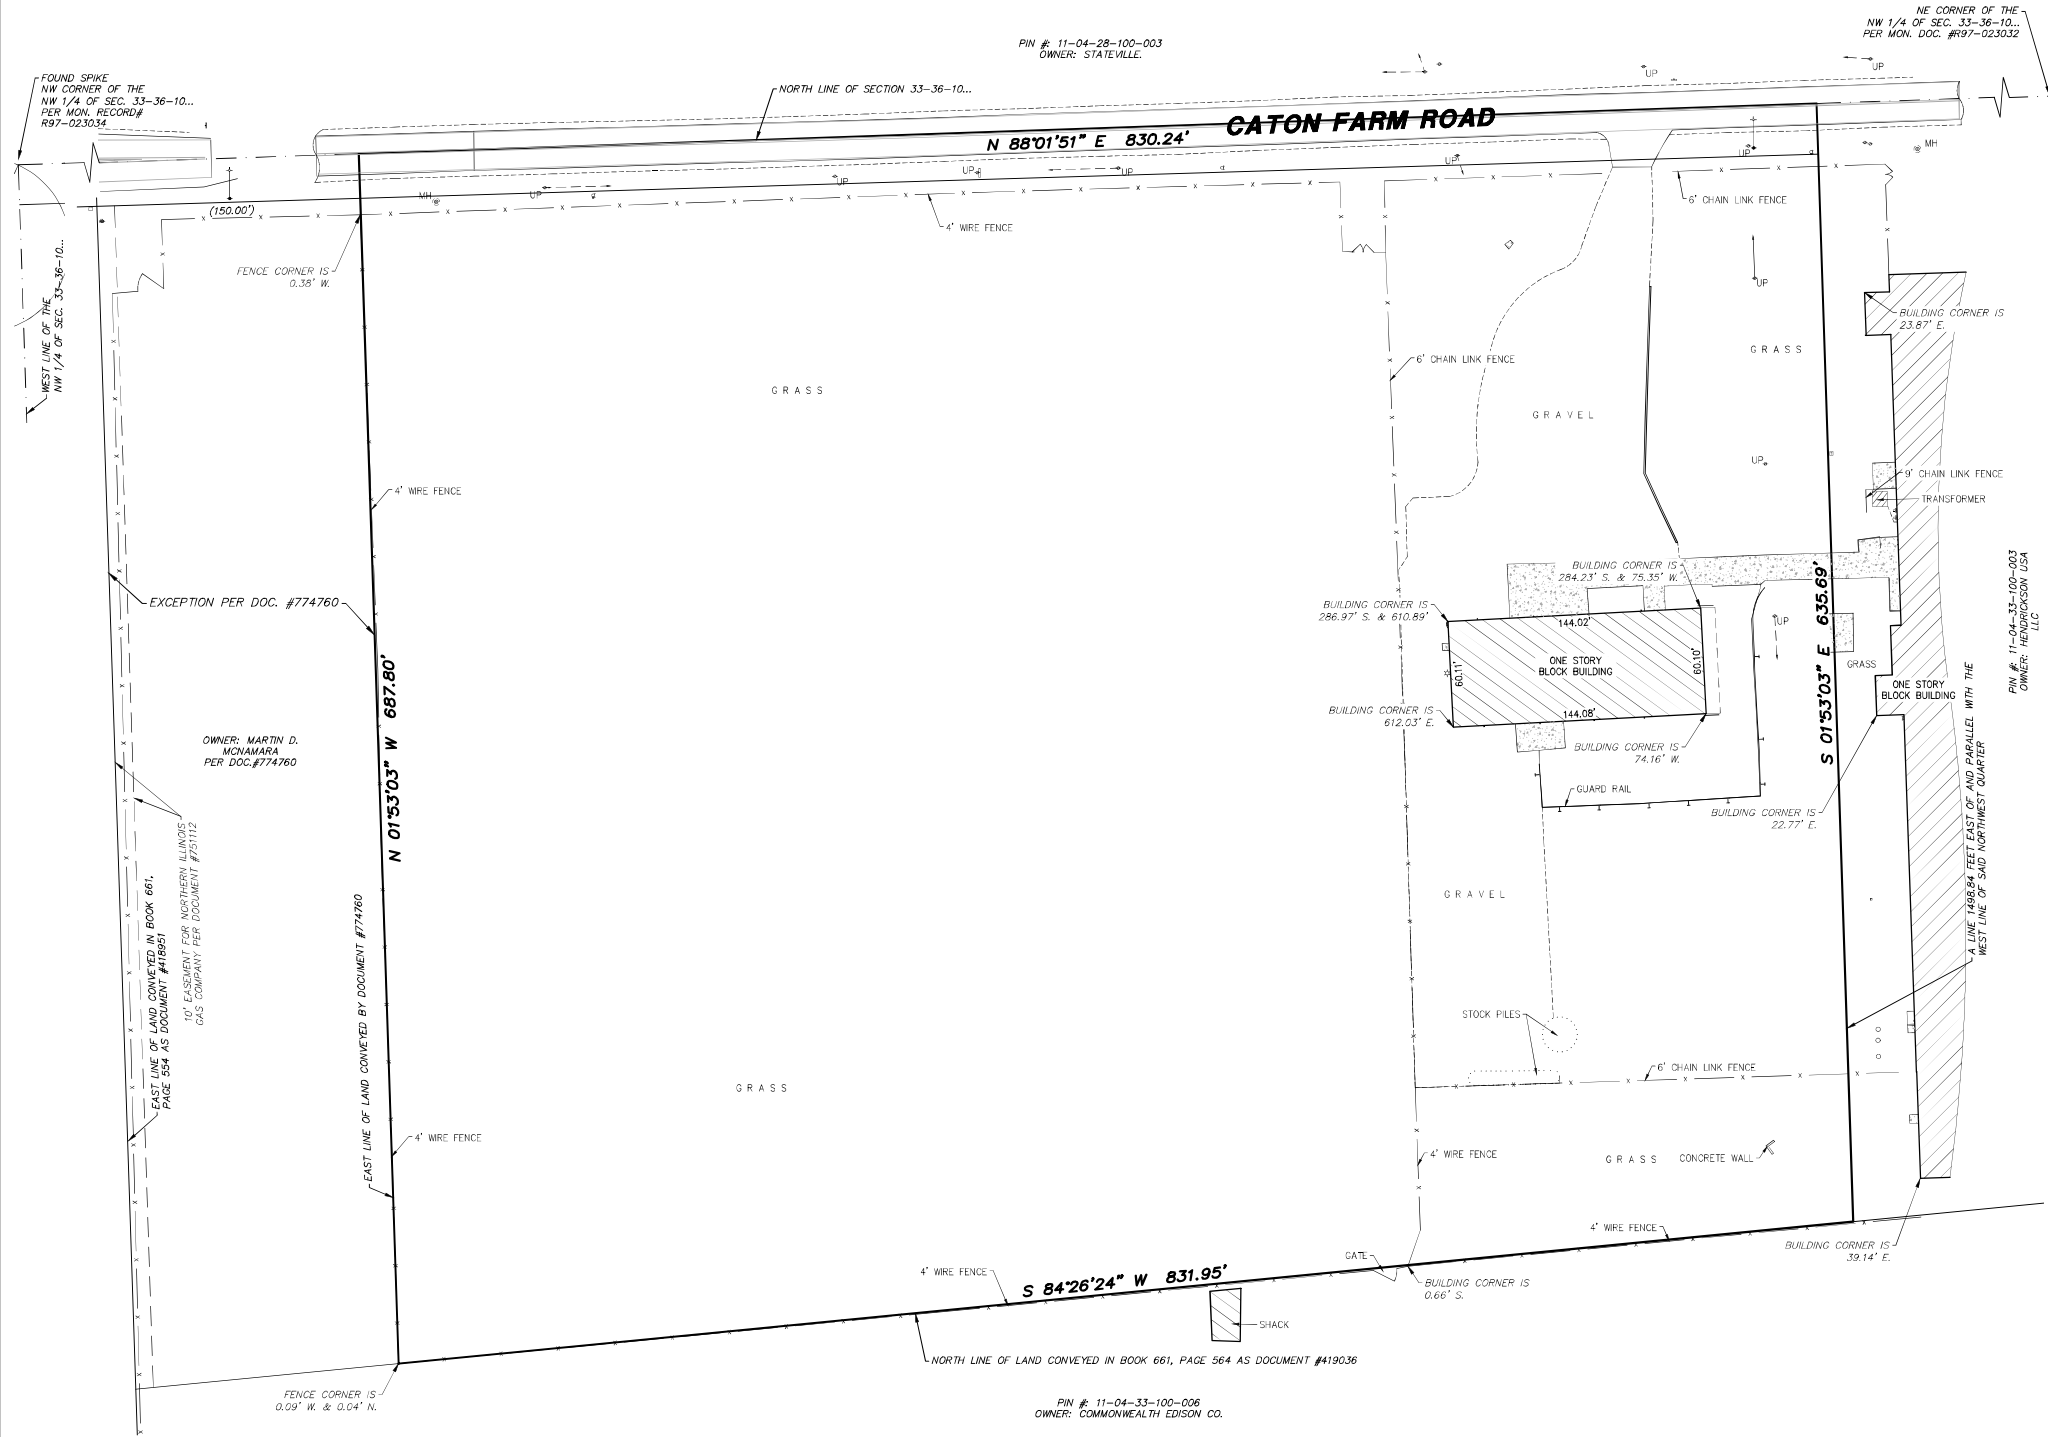 NE CORNER OF THE
NW 1/4 OF SEC. 33-36-10...
PER MON. DOC. #R97-023032
PIN #: 11-04-28-100-003
OWNER: STATEVILLE.
UP
UP
UP
FOUND SPIKE
NW CORNER OF THE
NW 1/4 OF SEC. 33-36-10...
PER MON. RECORD#
R97-023034
NORTH LINE OF SECTION 33-36-10...
CATON FARM ROAD
N 88°01'51" E 830.24'
MH
UP
UP
UP
UP
UP
UP
MH
(150.00')
6' CHAIN LINK FENCE
4' WIRE FENCE
WEST LINE OF THE
NW 1/4 OF SEC. 33-36-10...
FENCE CORNER IS
0.38' W.
UP
BUILDING CORNER IS
23.87' E.
GRASS
6' CHAIN LINK FENCE
GRASS
GRAVEL
UP
9' CHAIN LINK FENCE
4' WIRE FENCE
TRANSFORMER
BUILDING CORNER IS
284.23' S. & 75.35' W.
PIN #: 11-04-33-100-003
OWNER: HENDRICKSON USA
LLC
EXCEPTION PER DOC. #774760
BUILDING CORNER IS
286.97' S. & 610.89'
144.02'
UP
S 01°53'03" E 635.69'
ONE STORY
BLOCK BUILDING
60.11'
60.10'
GRASS
ONE STORY
BLOCK BUILDING
N 01°53'03" W 687.80'
BUILDING CORNER IS
612.03' E.
144.08'
OWNER: MARTIN D.
MCNAMARA
PER DOC.#774760
BUILDING CORNER IS
74.16' W.
GUARD RAIL
BUILDING CORNER IS
22.77' E.
A LINE 1498.84 FEET EAST OF AND PARALLEL WITH THE
WEST LINE OF SAID NORTHWEST QUARTER
10' EASEMENT FOR NORTHERN ILLINOIS
GAS COMPANY PER DOCUMENT #751112
EAST LINE OF LAND CONVEYED IN BOOK 661,
PAGE 554 AS DOCUMENT #418951
EAST LINE OF LAND CONVEYED BY DOCUMENT #774760
GRAVEL
STOCK PILES
6' CHAIN LINK FENCE
GRASS
4' WIRE FENCE
4' WIRE FENCE
GRASS
CONCRETE WALL
4' WIRE FENCE
BUILDING CORNER IS
39.14' E.
GATE
4' WIRE FENCE
S 84°26'24" W 831.95'
BUILDING CORNER IS
0.66' S.
SHACK
NORTH LINE OF LAND CONVEYED IN BOOK 661, PAGE 564 AS DOCUMENT #419036
FENCE CORNER IS
0.09' W. & 0.04' N.
PIN #: 11-04-33-100-006
OWNER: COMMONWEALTH EDISON CO.